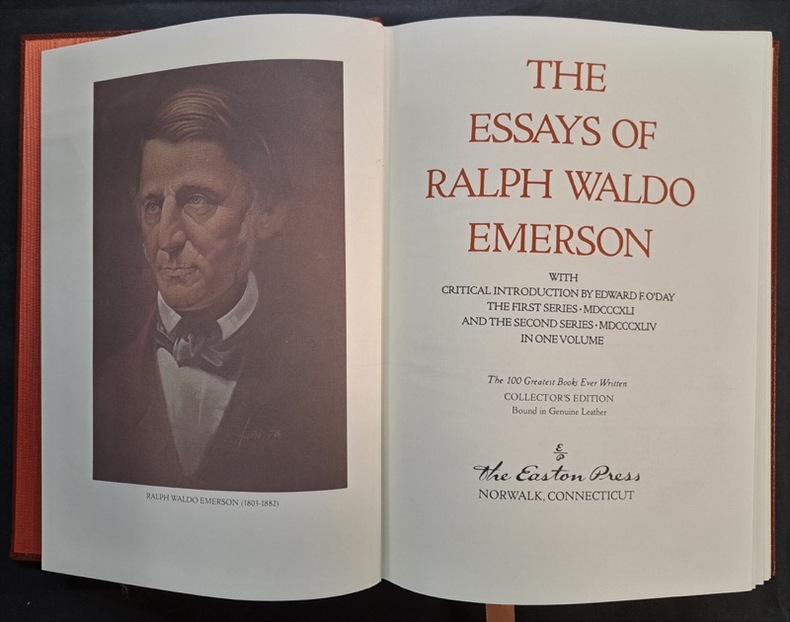 RALPH WALDO EMERSON (1803-1882)
THE
ESSAYS OF
RALPH WALDO
EMERSON
WITH
CRITICAL INTRODUCTION BY EDWARD F. O'DAY
THE FIRST SERIES · MDCCCXLI
AND THE SECOND SERIES · MDCCCXLIV
IN ONE VOLUME
The 100 Greatest Books Ever Written
COLLECTOR'S EDITION
Bound in Genuine Leather
The Easton Press
NORWALK, CONNECTICUT